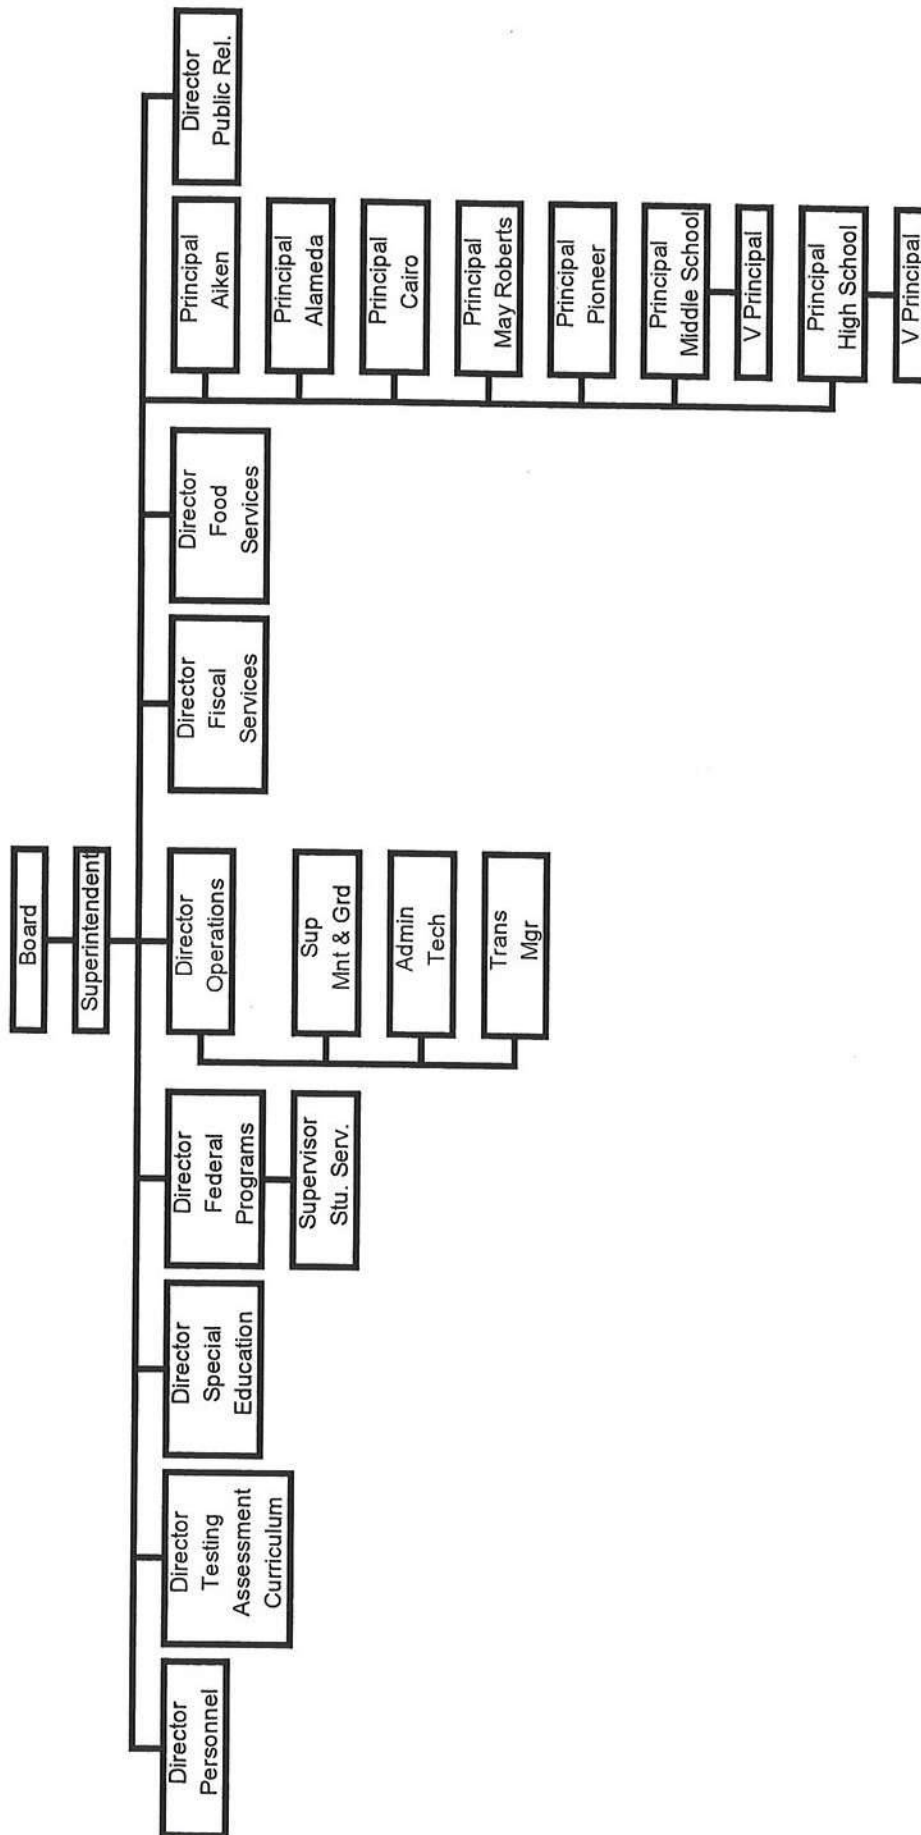 Board
Superintendent
Director
Personnel
Director
Testing
Assessment
Curriculum
Director
Special
Education
Director
Federal
Programs
Supervisor
Stu. Serv.
Director
Operations
Sup
Mnt & Grd
Admin
Tech
Trans
Mgr
Director
Fiscal
Services
Director
Food
Services
Principal
Aiken
Principal
Alameda
Principal
Cairo
Principal
May Roberts
Principal
Pioneer
Principal
Middle School
V Principal
Principal
High School
V Principal
Director
Public Rel.